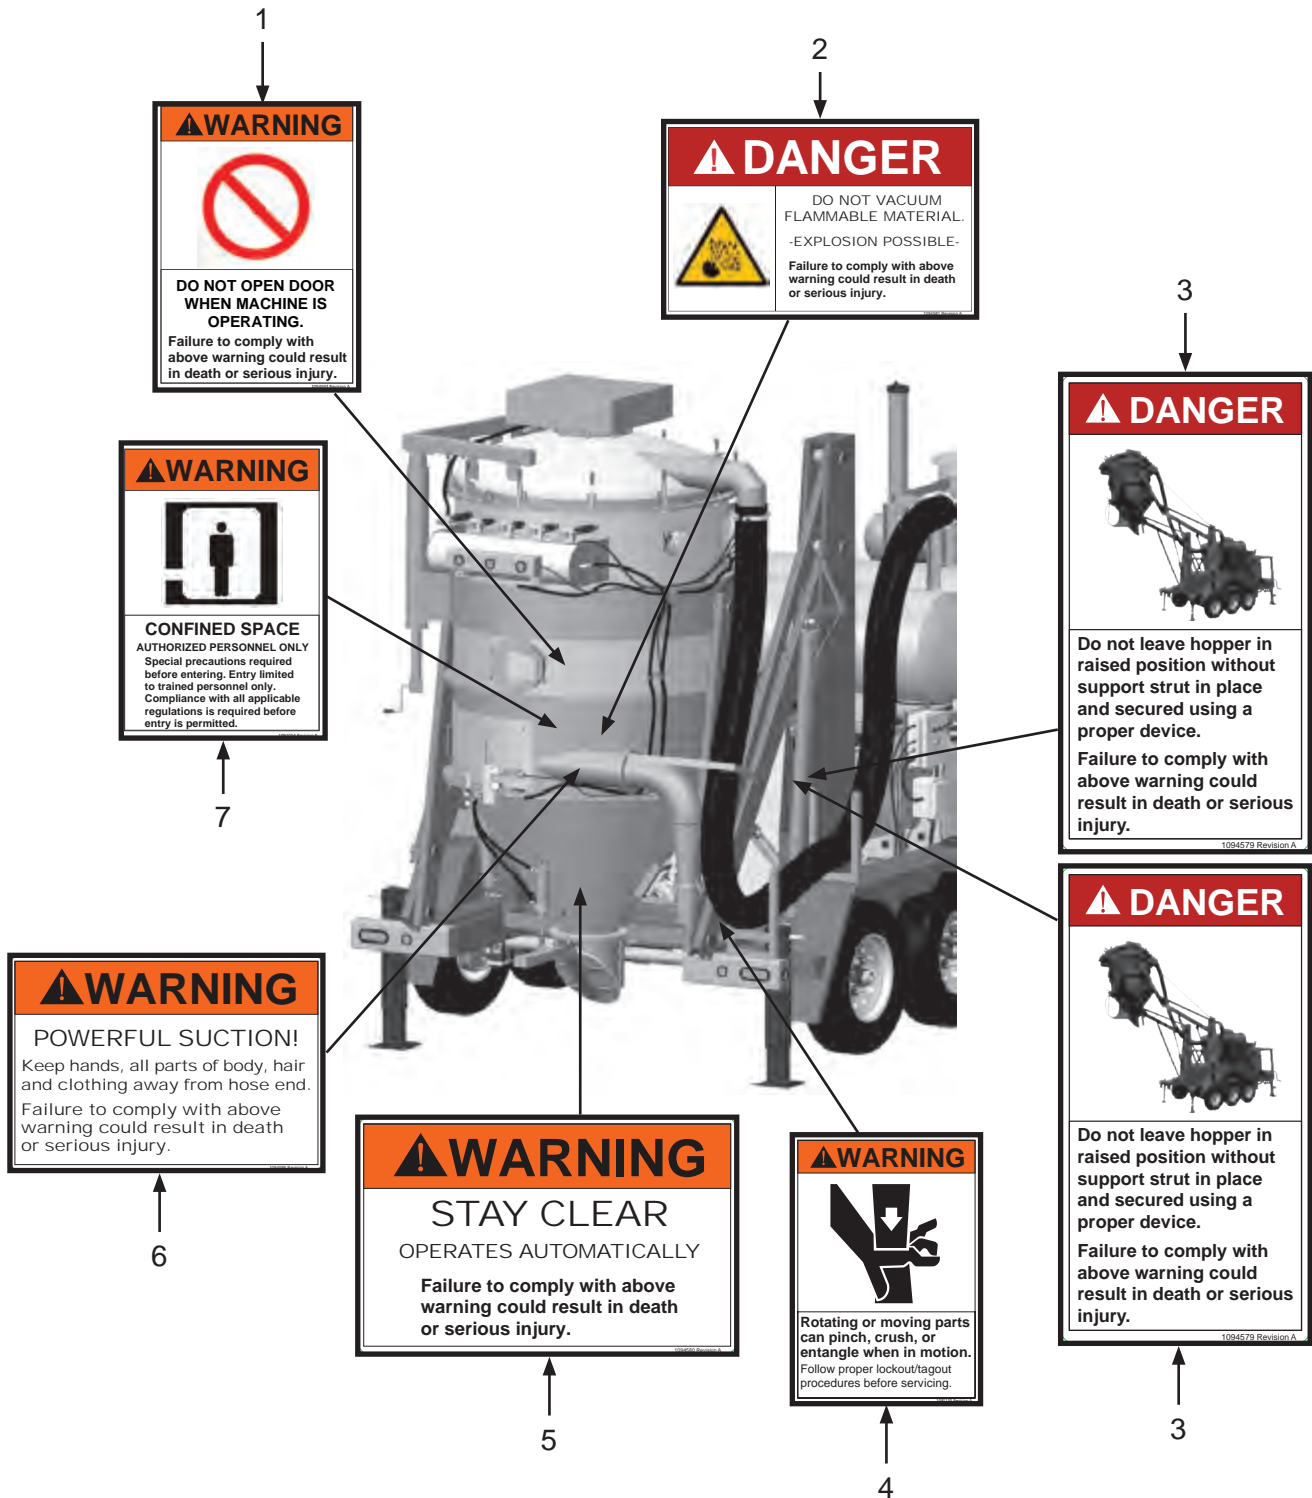 1
WARNING
DO NOT OPEN DOOR
WHEN MACHINE IS
OPERATING.
Failure to comply with
above warning could result
in death or serious injury.
2
DANGER
DO NOT VACUUM
FLAMMABLE MATERIAL.
-EXPLOSION POSSIBLE-
Failure to comply with above
warning could result in death
or serious injury.
3
DANGER
Do not leave hopper in
raised position without
support strut in place
and secured using a
proper device.
Failure to comply with
above warning could
result in death or serious
injury.
1094579 Revision A
WARNING
CONFINED SPACE
AUTHORIZED PERSONNEL ONLY
Special precautions required
before entering. Entry limited
to trained personnel only.
Compliance with all applicable
regulations is required before
entry is permitted.
7
DANGER
Do not leave hopper in
raised position without
support strut in place
and secured using a
proper device.
Failure to comply with
above warning could
result in death or serious
injury.
1094579 Revision A
3
WARNING
POWERFUL SUCTION!
Keep hands, all parts of body, hair
and clothing away from hose end.
Failure to comply with above
warning could result in death
or serious injury.
6
WARNING
STAY CLEAR
OPERATES AUTOMATICALLY
Failure to comply with above
warning could result in death
or serious injury.
1094580 Revision A
5
WARNING
Rotating or moving parts
can pinch, crush, or
entangle when in motion.
Follow proper lockout/tagout
procedures before servicing.
4